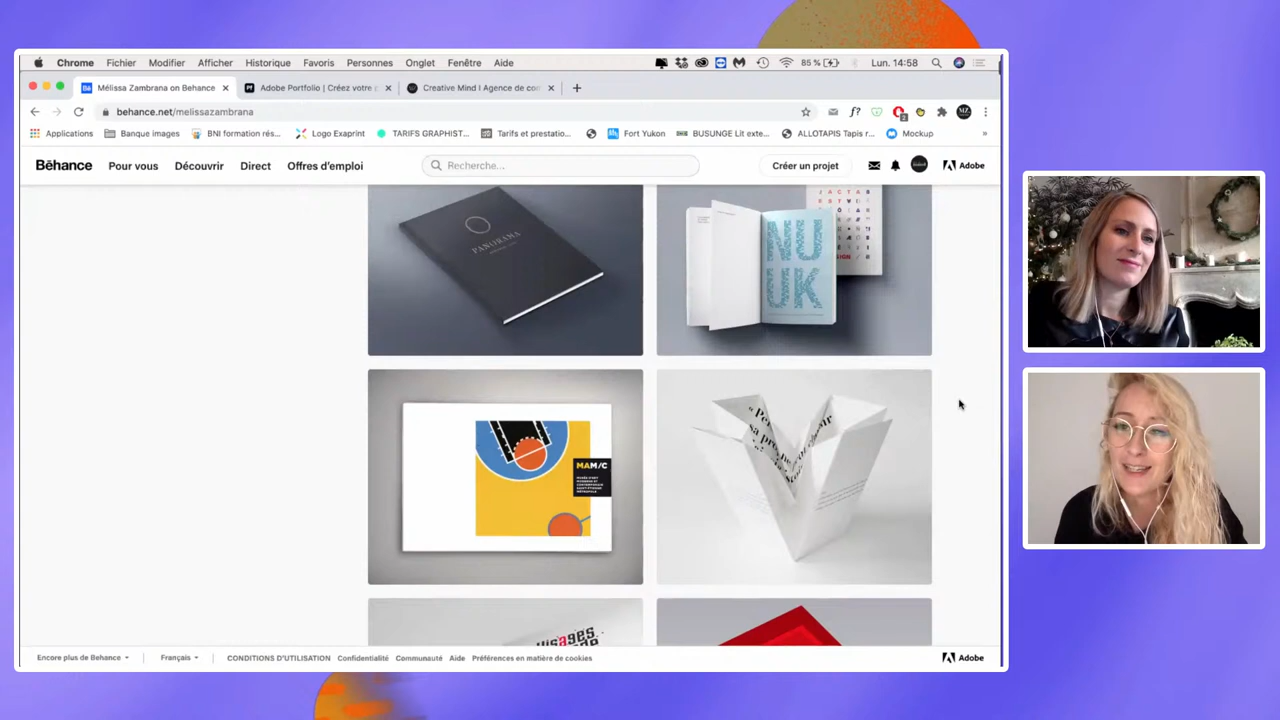 Chrome Fichier Modifier Afficher Historique Favoris Personnes Onglet Fenêtre Aide 85 % Lun. 14:58
Mélissa Zambrana on Behance Adobe Portfolio | Créez votre Creative Mind I Agence de con
behance.net/melissazambrana
Applications Banque images BNI formation rés... Logo Exaprint TARIFS GRAPHIST... Tarifs et prestatio... Fort Yukon BUSUNGE Lit exte... ALLOTAPIS Tapis r... Mockup »
Bēhance Pour vous Découvrir Direct Offres d'emploi Recherche... Créer un projet Adobe
PANORAMA
MAM/C
Encore plus de Behance Français CONDITIONS D'UTILISATION Confidentialité Communauté Aide Préférences en matière de cookies Adobe